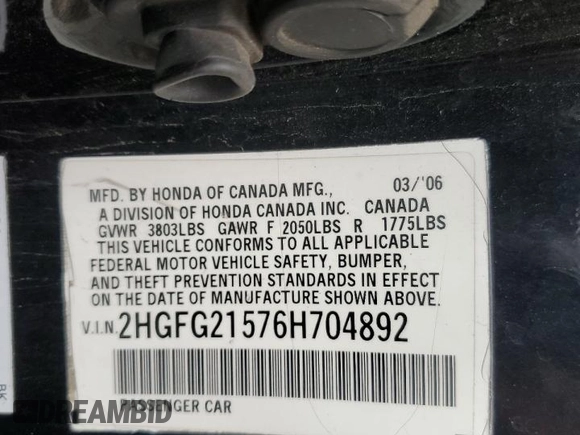 MFD. BY HONDA OF CANADA MFG., 03/'06
A DIVISION OF HONDA CANADA INC. CANADA
GVWR 3803LBS GAWR F 2050LBS R 1775LBS
THIS VEHICLE CONFORMS TO ALL APPLICABLE
FEDERAL MOTOR VEHICLE SAFETY, BUMPER,
AND THEFT PREVENTION STANDARDS IN EFFECT
ON THE DATE OF MANUFACTURE SHOWN ABOVE.
V.I.N. 2HGFG21576H704892
PASSENGER CAR
BK
DREAMBID